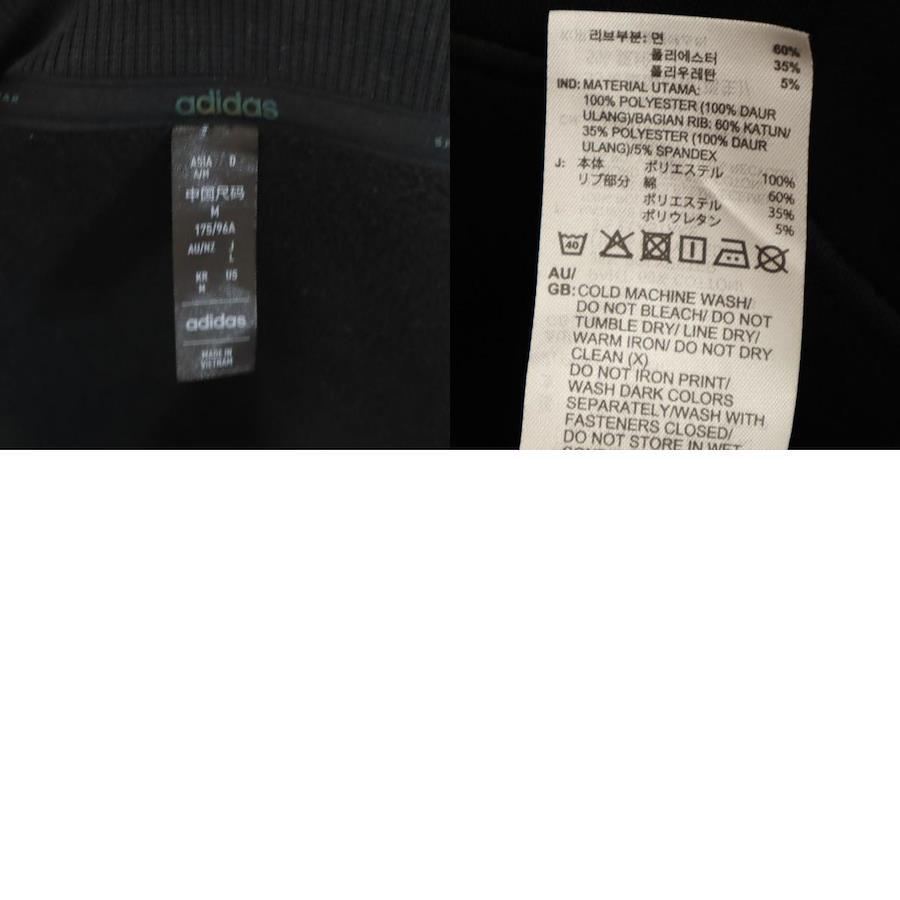 adidas
ASIA D
A/M
中国尺码
M
175/96A
AU/NZ J
L
KR US
M
adidas
MADE IN
VIETNAM
리브부분: 면 60%
폴리에스터 35%
폴리우레탄 5%
IND: MATERIAL UTAMA:
100% POLYESTER (100% DAUR
ULANG)/BAGIAN RIB: 60% KATUN/
35% POLYESTER (100% DAUR
ULANG)/5% SPANDEX
J: 本体 ポリエステル 100%
リブ部分 綿 60%
ポリエステル 35%
ポリウレタン 5%
40
AU/
GB: COLD MACHINE WASH/
DO NOT BLEACH/ DO NOT
TUMBLE DRY/ LINE DRY/
WARM IRON/ DO NOT DRY
CLEAN (X)
DO NOT IRON PRINT/
WASH DARK COLORS
SEPARATELY/WASH WITH
FASTENERS CLOSED/
DO NOT STORE IN WET